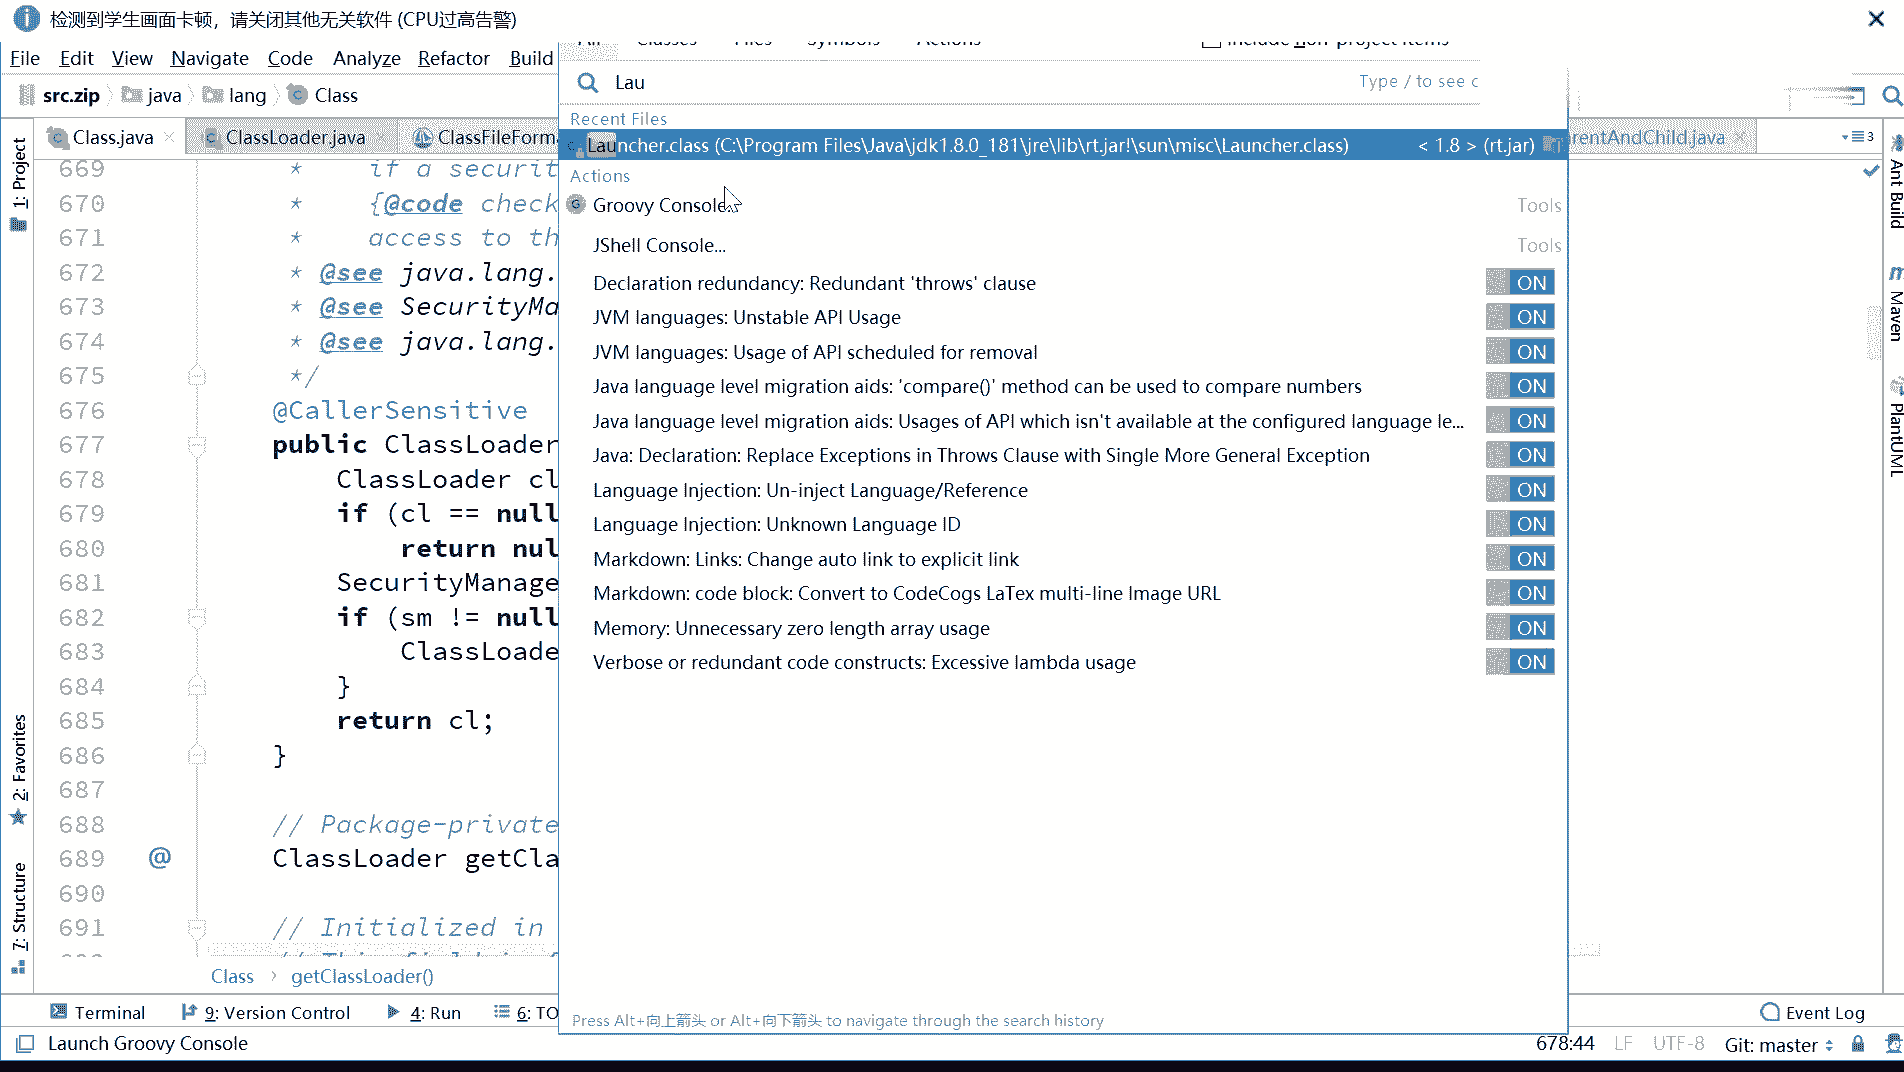 检测到学生画面卡顿，请关闭其他无关软件 (CPU过高告警)
File Edit View Navigate Code Analyze Refactor Build
All Classes Files Symbols Actions Include non-project items
src.zip java lang Class
Lau
Type / to see c
Class.java ClassLoader.java ClassFileForma
rentAndChild.java
3
Recent Files
Launcher.class (C:\Program Files\Java\jdk1.8.0_181\jre\lib\rt.jar!\sun\misc\Launcher.class) < 1.8 > (rt.jar)
Actions
Groovy Console Tools
JShell Console... Tools
Declaration redundancy: Redundant 'throws' clause ON
JVM languages: Unstable API Usage ON
JVM languages: Usage of API scheduled for removal ON
Java language level migration aids: 'compare()' method can be used to compare numbers ON
Java language level migration aids: Usages of API which isn't available at the configured language le... ON
Java: Declaration: Replace Exceptions in Throws Clause with Single More General Exception ON
Language Injection: Un-inject Language/Reference ON
Language Injection: Unknown Language ID ON
Markdown: Links: Change auto link to explicit link ON
Markdown: code block: Convert to CodeCogs LaTex multi-line Image URL ON
Memory: Unnecessary zero length array usage ON
Verbose or redundant code constructs: Excessive lambda usage ON
Press Alt+向上箭头 or Alt+向下箭头 to navigate through the search history
669 * if a securit
670 * {@code check
671 * access to th
672 * @see java.lang.
673 * @see SecurityMa
674 * @see java.lang.
675 */
676 @CallerSensitive
677 public ClassLoader
678 ClassLoader cl
679 if (cl == null
680 return nul
681 SecurityManage
682 if (sm != null
683 ClassLoade
684 }
685 return cl;
686 }
687
688 // Package-private
689 @ ClassLoader getCla
690
691 // Initialized in
Class getClassLoader()
1: Project
2: Favorites
7: Structure
Ant Build
Maven
PlantUML
Terminal 9: Version Control 4: Run 6: TO
Event Log
Launch Groovy Console
678:44 LF UTF-8 Git: master